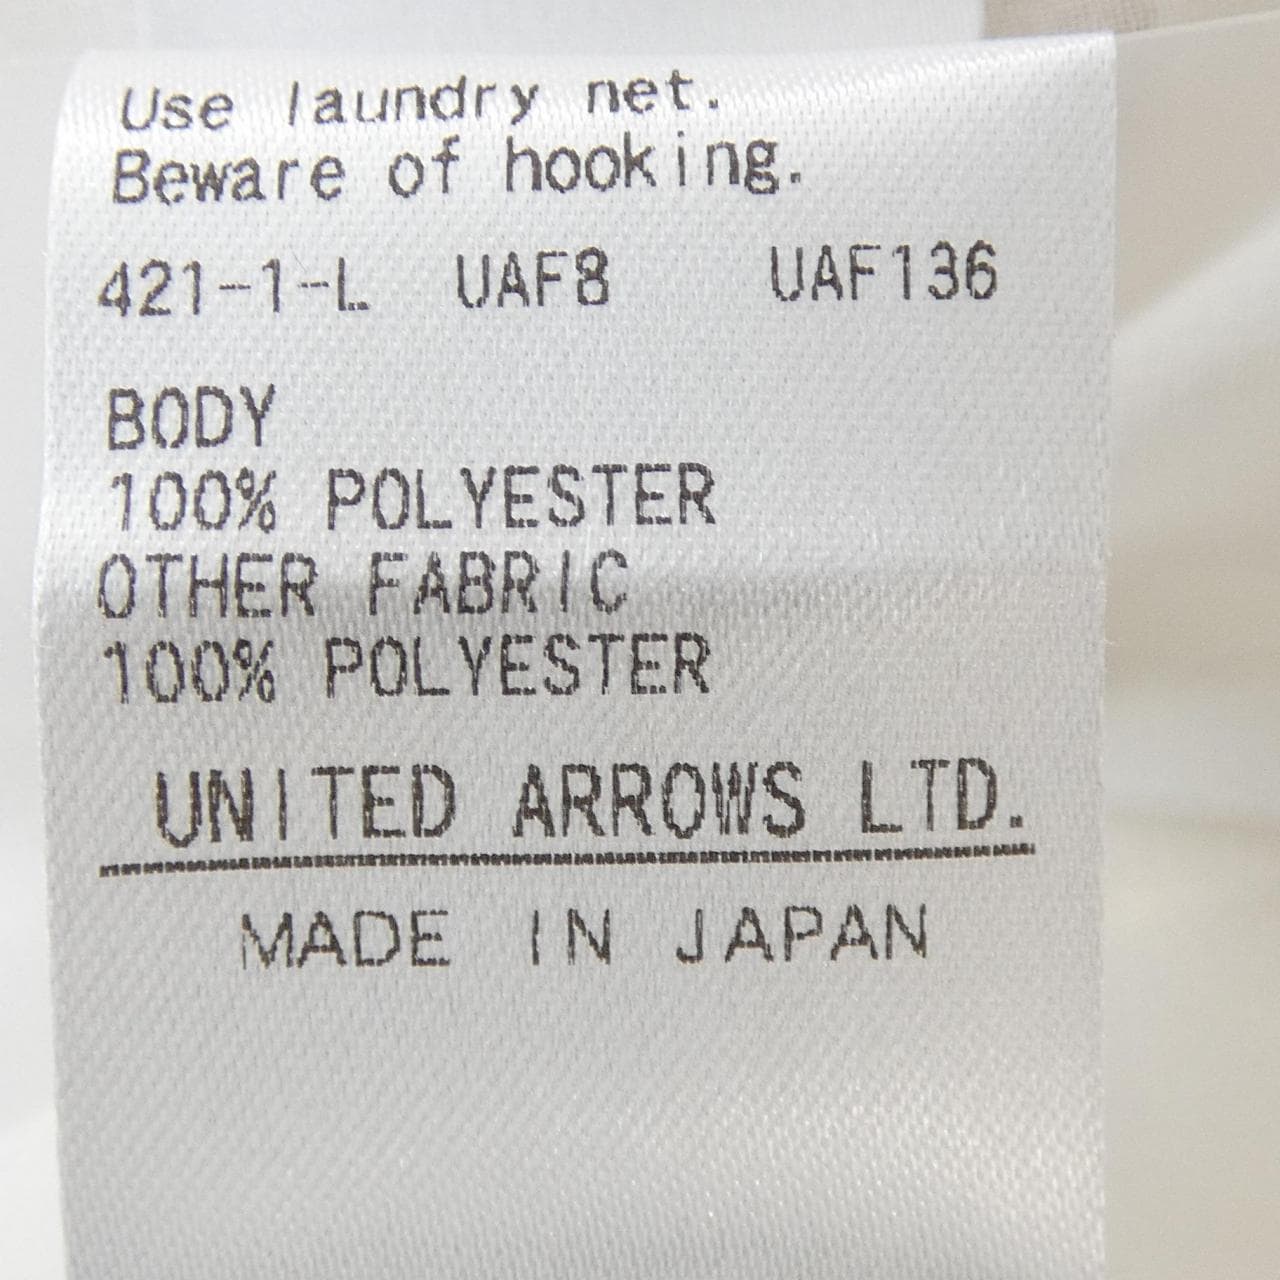 Use laundry net.
Beware of hooking.
421-1-L UAF8 UAF136
BODY
100% POLYESTER
OTHER FABRIC
100% POLYESTER
UNITED ARROWS LTD.
MADE IN JAPAN